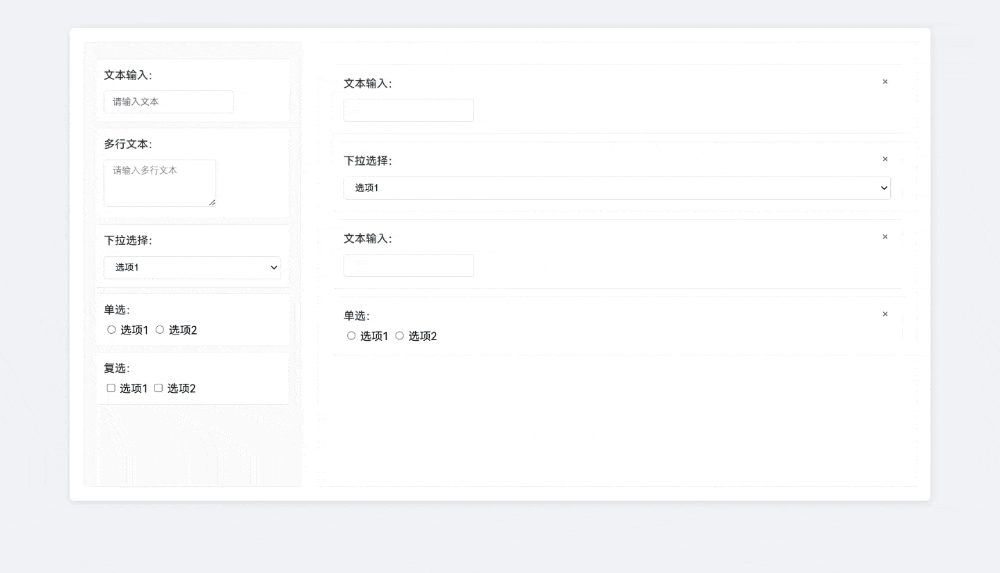 文本输入：
请输入文本
多行文本：
请输入多行文本
下拉选择：
选项1
单选：
选项1 选项2
复选：
选项1 选项2
文本输入： ×
下拉选择： ×
选项1
文本输入： ×
单选： ×
选项1 选项2